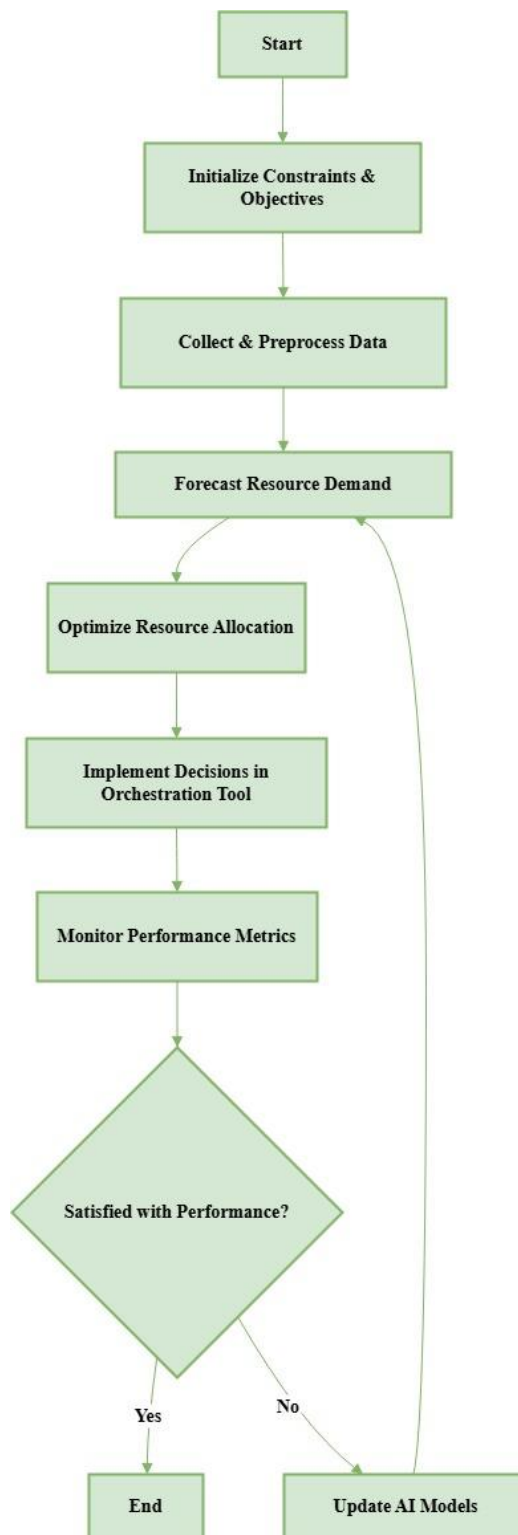 Start
Initialize Constraints &
Objectives
Collect & Preprocess Data
Forecast Resource Demand
Optimize Resource Allocation
Implement Decisions in
Orchestration Tool
Monitor Performance Metrics
Satisfied with Performance?
Yes
No
End
Update AI Models